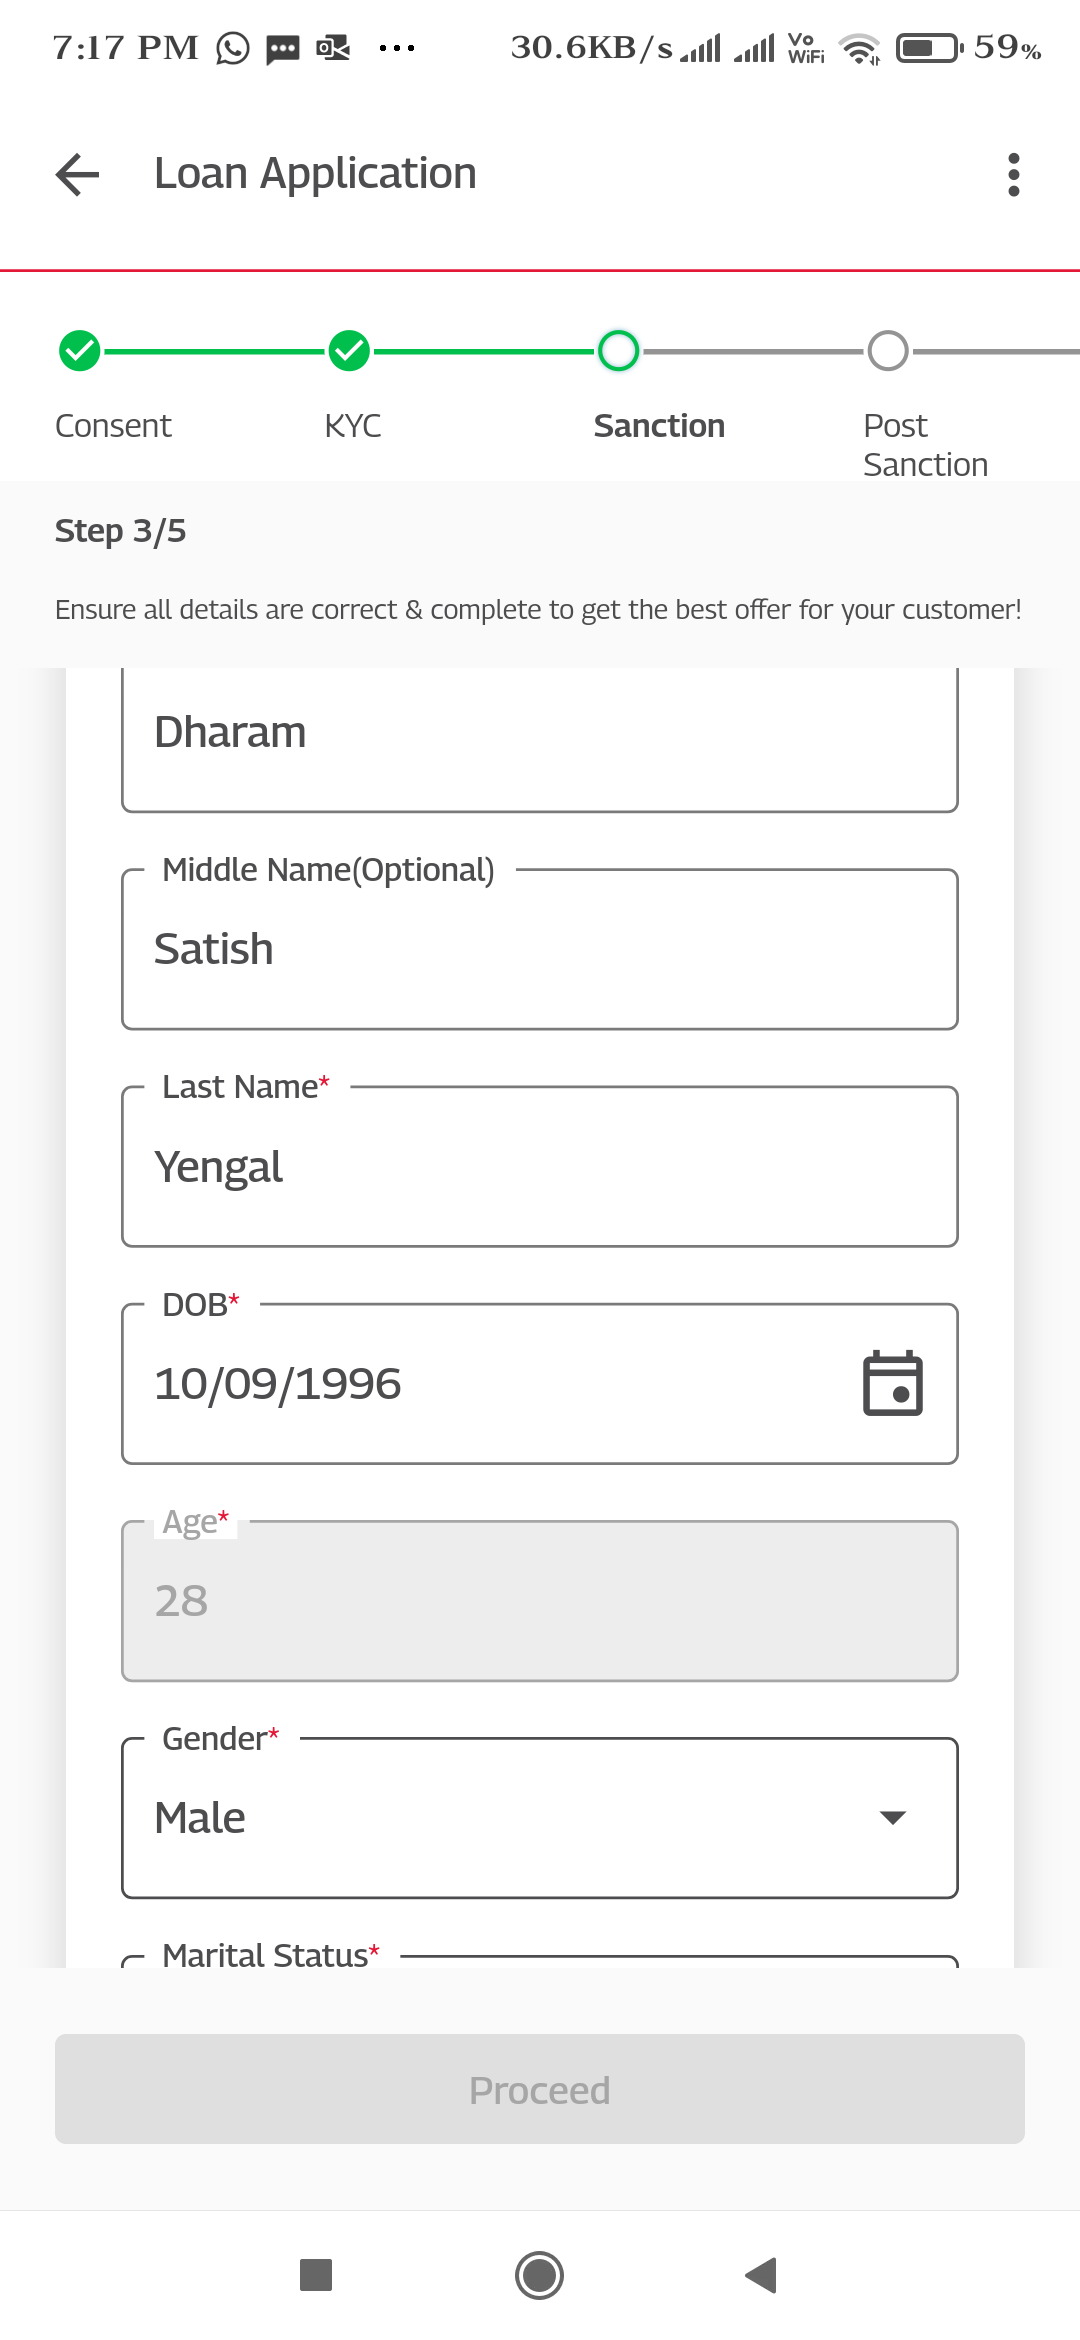 7:17 PM ... 30.6KB/s Vo WiFi 59%
Loan Application
Consent KYC Sanction Post Sanction
Step 3/5
Ensure all details are correct & complete to get the best offer for your customer!
Dharam
Middle Name(Optional)
Satish
Last Name*
Yengal
DOB*
10/09/1996
Age*
28
Gender*
Male
Marital Status*
Proceed